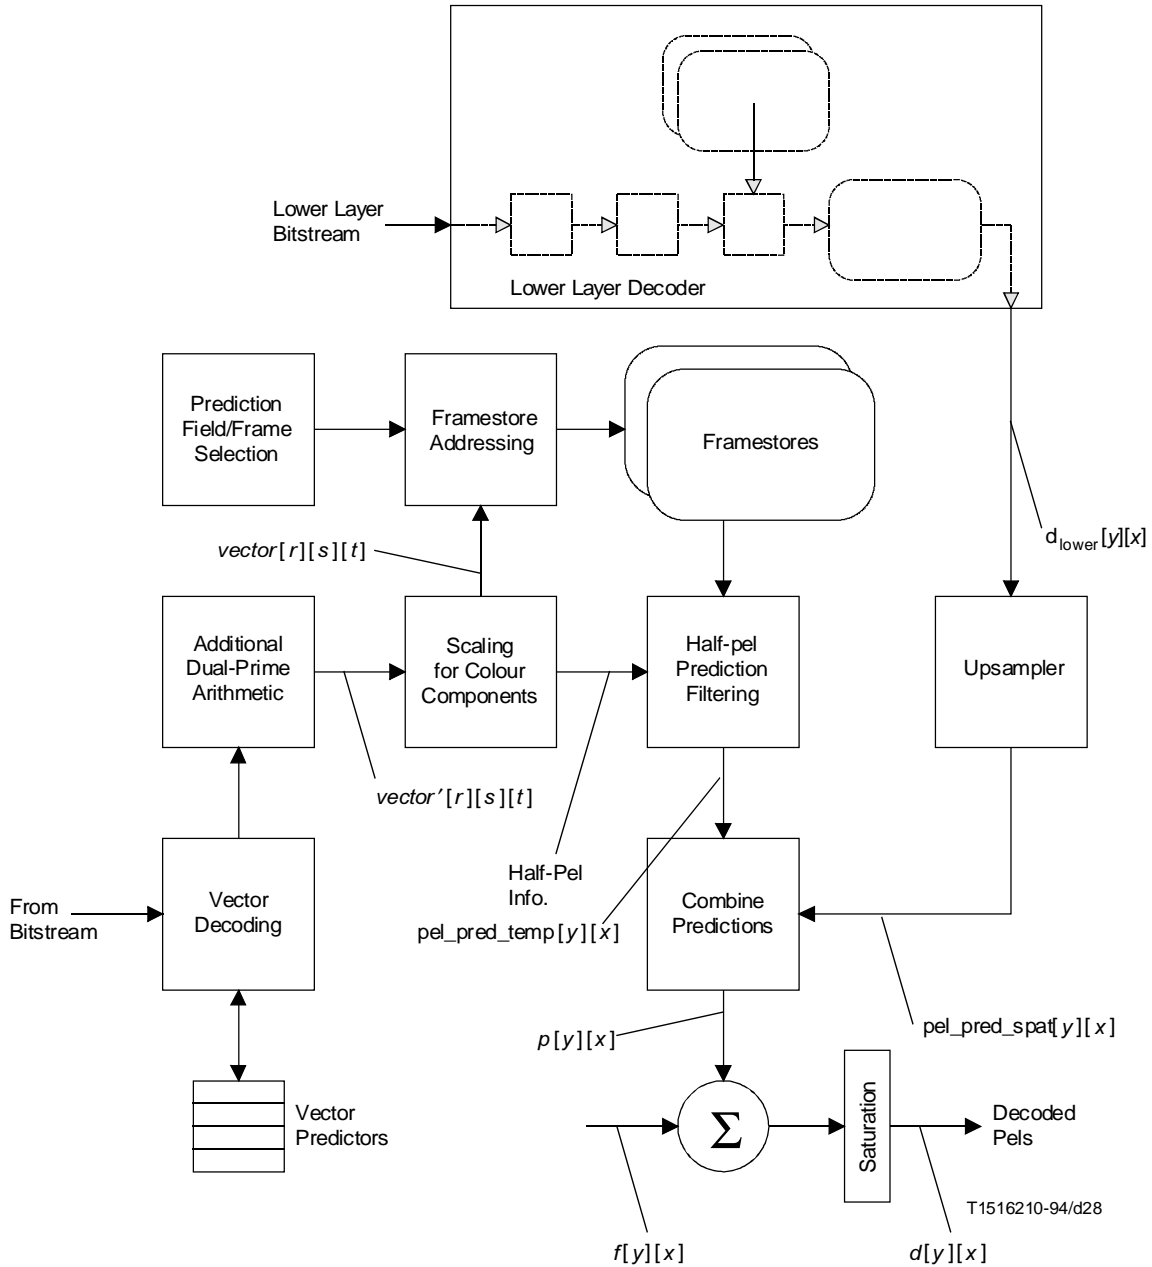 Lower Layer
Bitstream
Lower Layer Decoder
Prediction
Field/Frame
Selection
Framestore
Addressing
Framestores
vector[r][s][t]
d_lower[y][x]
Additional
Dual-Prime
Arithmetic
Scaling
for Colour
Components
Half-pel
Prediction
Filtering
Upsampler
vector′[r][s][t]
Half-Pel
Info.
From
Bitstream
Vector
Decoding
pel_pred_temp[y][x]
Combine
Predictions
pel_pred_spat[y][x]
p[y][x]
Vector
Predictors
Σ
Saturation
Decoded
Pels
T1516210-94/d28
f[y][x]
d[y][x]